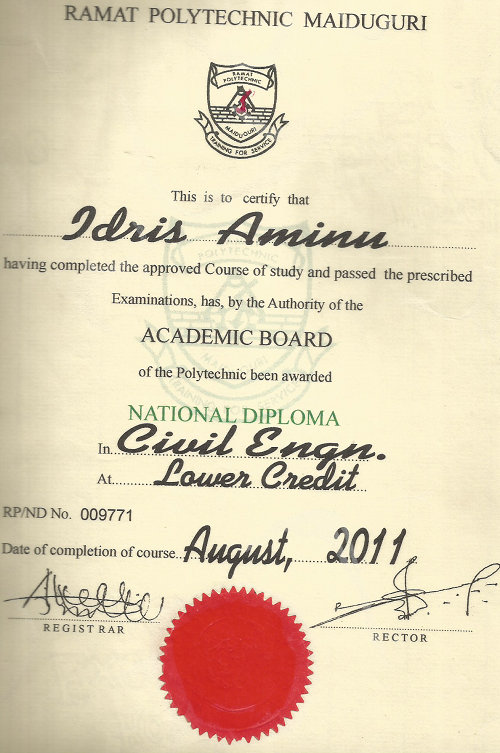 RAMAT POLYTECHNIC MAIDUGURI
RAMAT
POLYTECHNIC
MAIDUGURI
TRAINING FOR SERVICE
This is to certify that
Idris Aminu
having completed the approved Course of study and passed the prescribed
Examinations, has, by the Authority of the
ACADEMIC BOARD
of the Polytechnic been awarded
NATIONAL DIPLOMA
In Civil Engn.
At Lower Credit
RP/ND No. 009771
Date of completion of course August, 2011
REGISTRAR
RECTOR